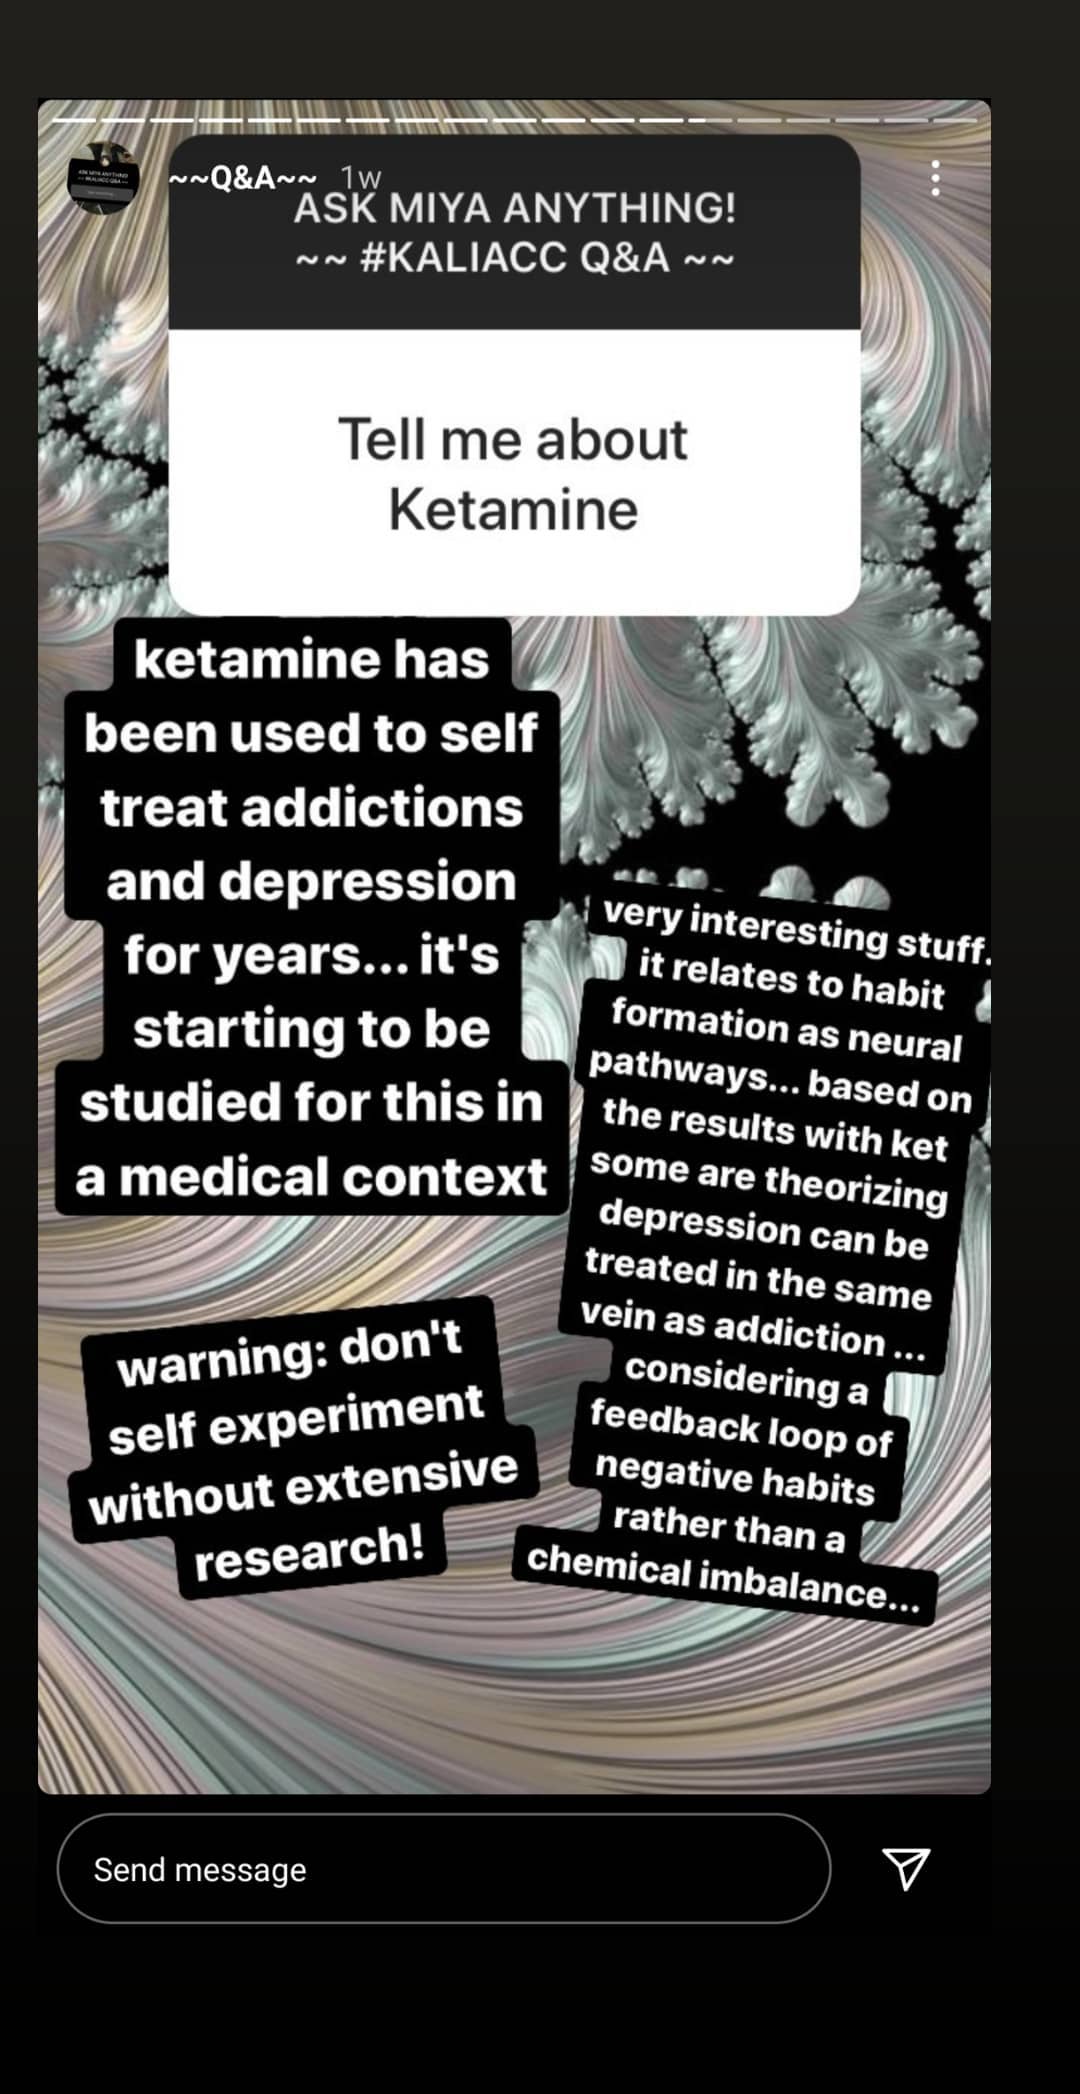 ~~Q&A~~ 1w
ASK MIYA ANYTHING!
~~ #KALIACC Q&A ~~
Tell me about
Ketamine
ketamine has
been used to self
treat addictions
and depression
for years... it's
starting to be
studied for this in
a medical context
very interesting stuff.
it relates to habit
formation as neural
pathways... based on
the results with ket
some are theorizing
depression can be
treated in the same
vein as addiction ...
considering a
feedback loop of
negative habits
rather than a
chemical imbalance...
warning: don't
self experiment
without extensive
research!
Send message